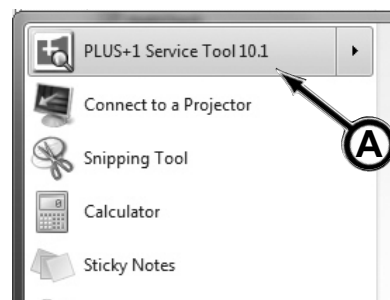 PLUS+1 Service Tool 10.1
A
Connect to a Projector
Snipping Tool
Calculator
Sticky Notes